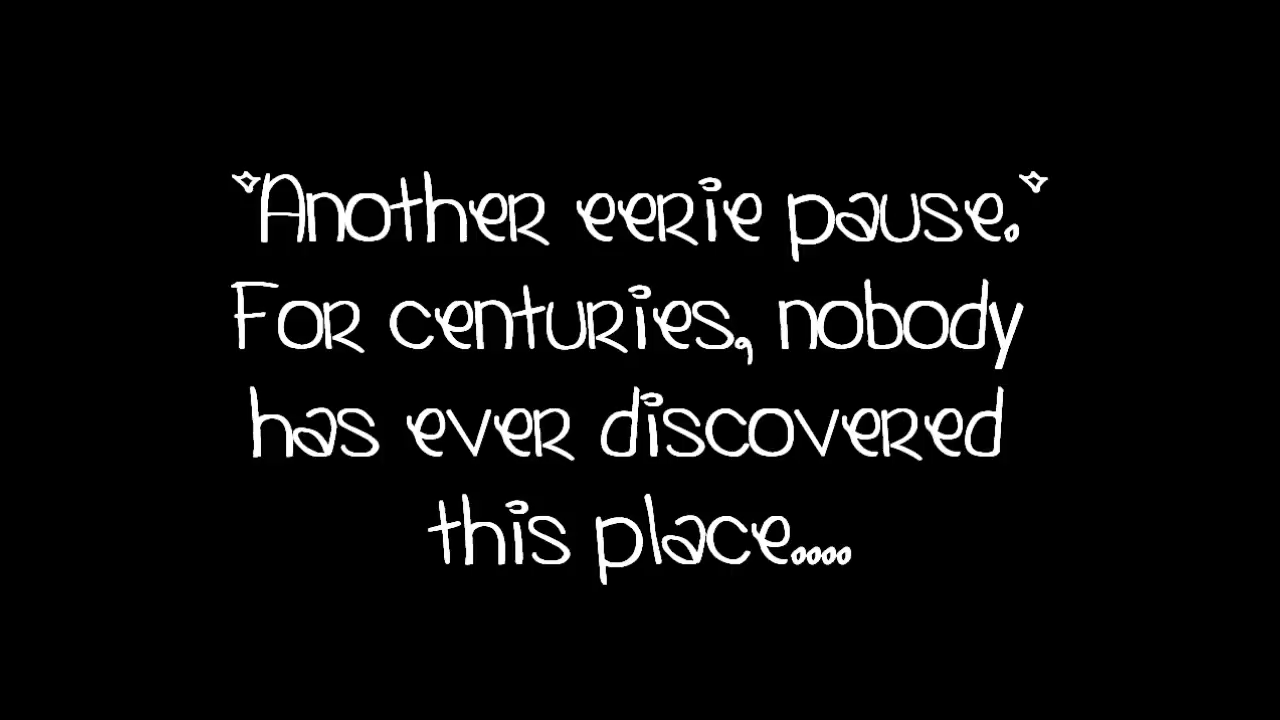 *Another eerie pause.*
For centuries, nobody
has ever discovered
this place....